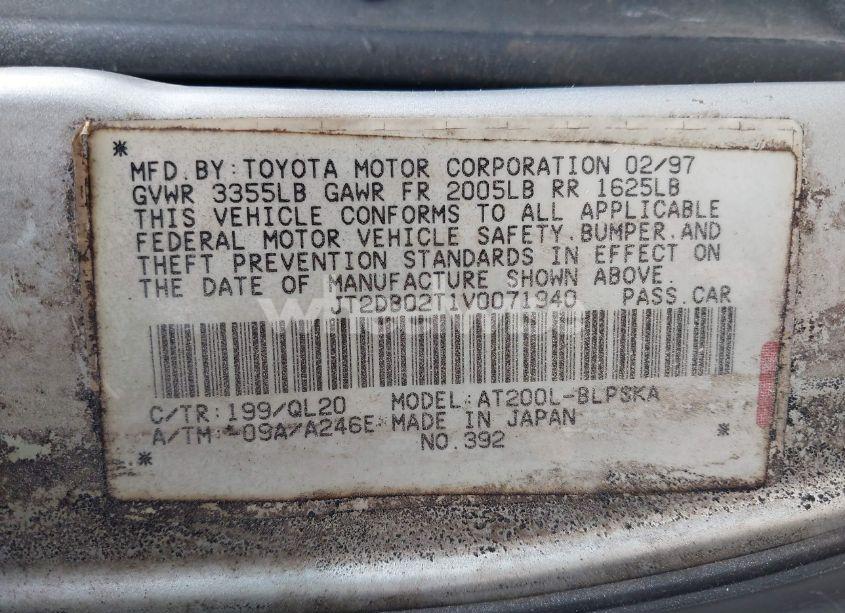 *
MFD. BY: TOYOTA MOTOR CORPORATION 02/97
GVWR 3355LB GAWR FR 2005LB RR 1625LB
THIS VEHICLE CONFORMS TO ALL APPLICABLE
FEDERAL MOTOR VEHICLE SAFETY, BUMPER, AND
THEFT PREVENTION STANDARDS IN EFFECT ON
THE DATE OF MANUFACTURE SHOWN ABOVE.
JT2DB02T1V0071940 PASS. CAR
C/TR: 199/QL20 MODEL: AT200L-BLPSKA
A/TM: -09A/A246E MADE IN JAPAN *
* NO. 392